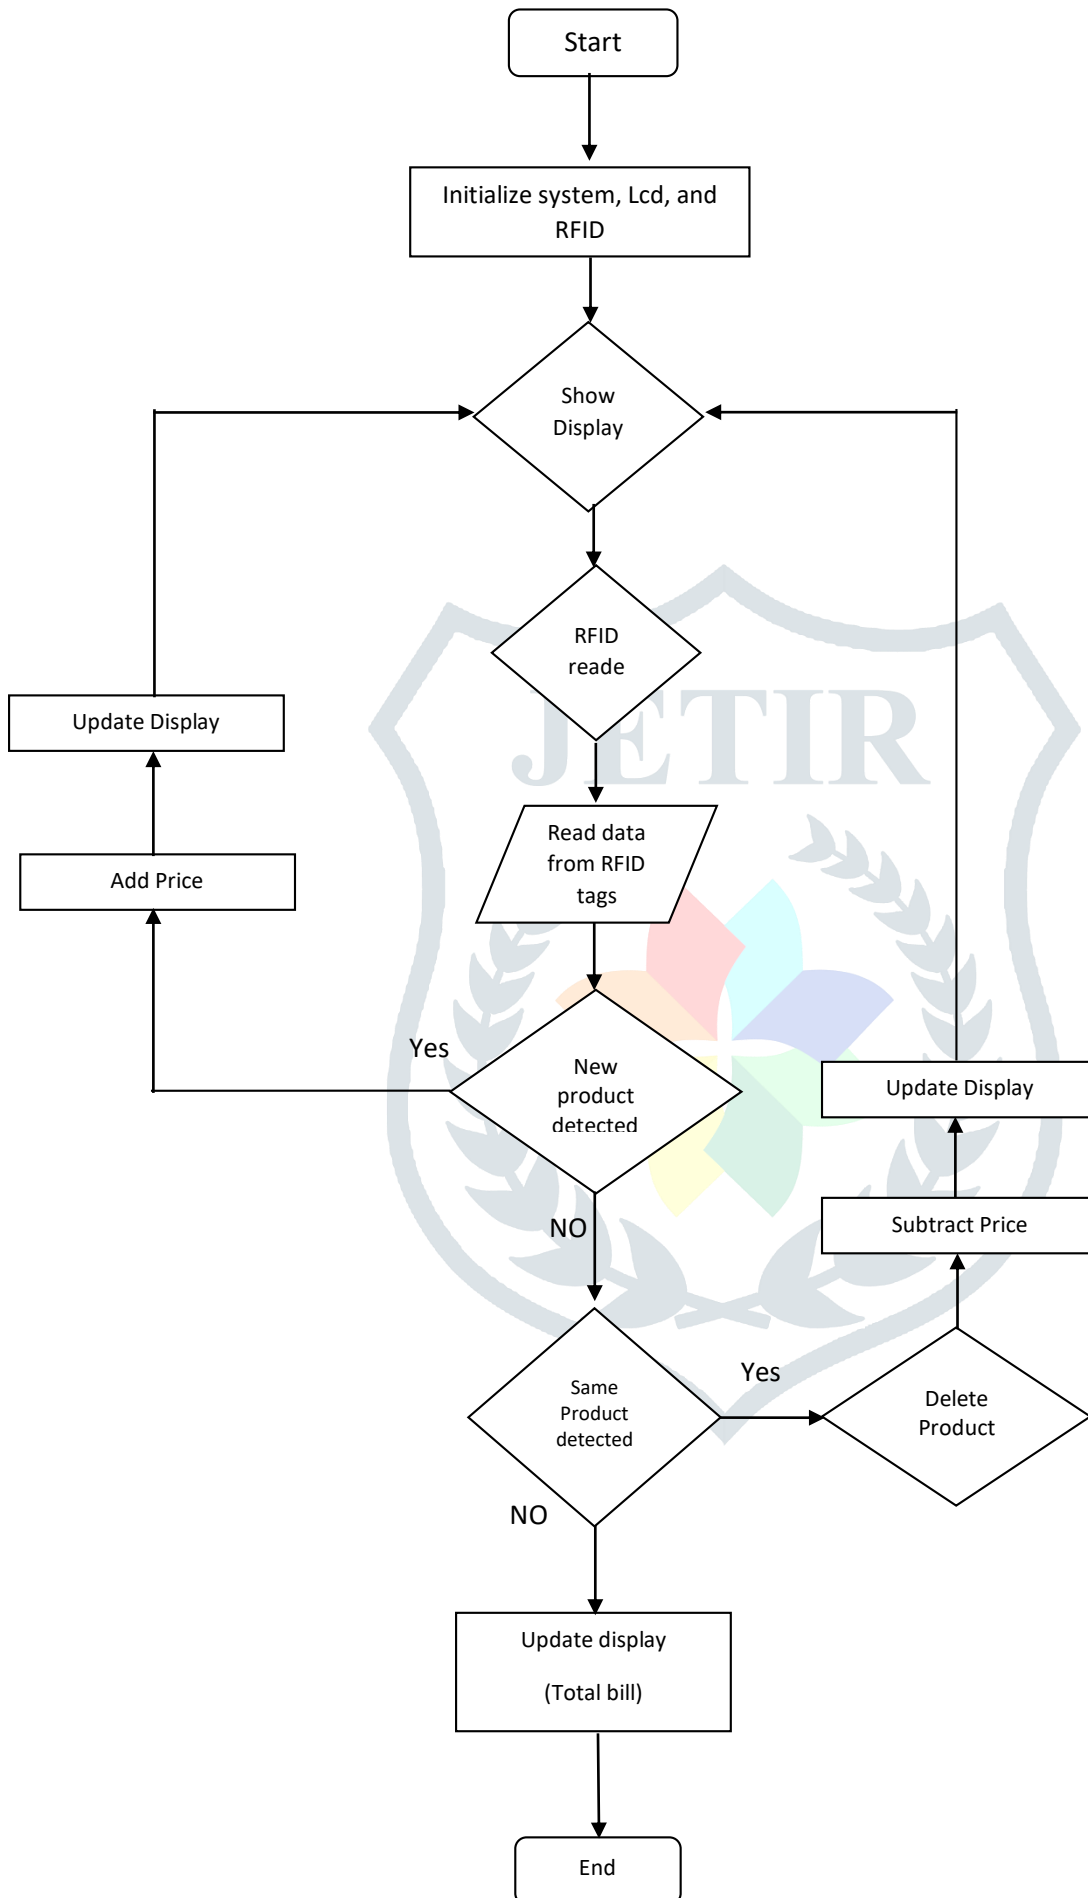 Start
Initialize system, Lcd, and
RFID
Show
Display
RFID
reade
JETIR
Update Display
Read data
from RFID
tags
Add Price
Yes
New
product
detected
Update Display
NO
Subtract Price
Same
Product
detected
Yes
Delete
Product
NO
Update display
(Total bill)
End